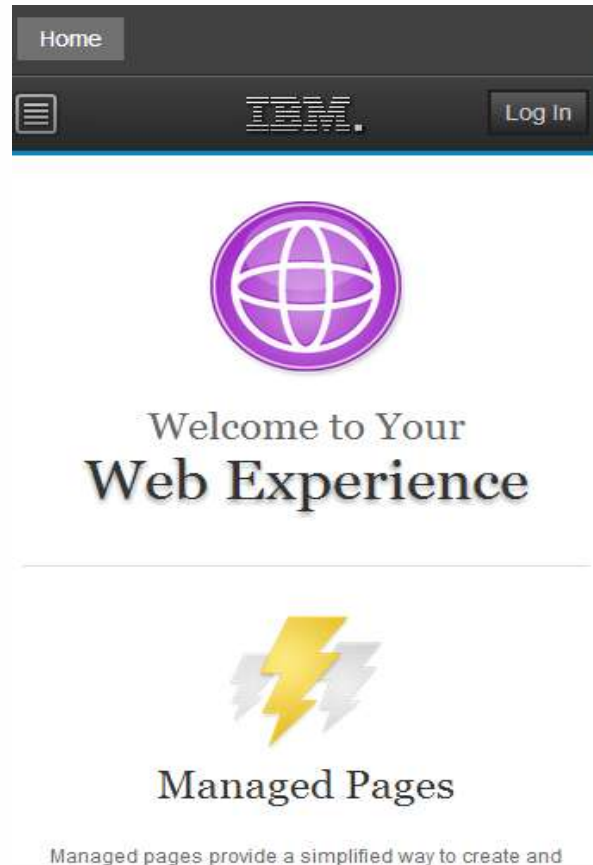 Home
IBM.
Log In
Welcome to Your
Web Experience
Managed Pages
Managed pages provide a simplified way to create and